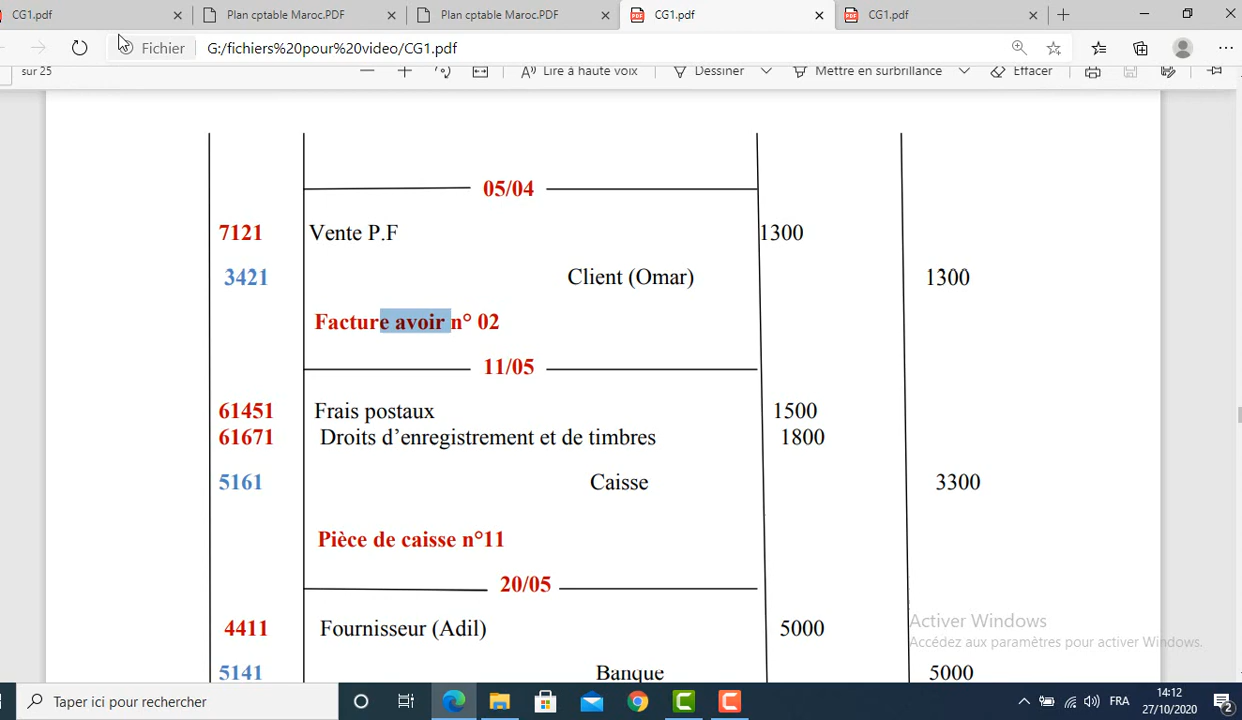 CG1.pdf
Plan cptable Maroc.PDF
Plan cptable Maroc.PDF
CG1.pdf
CG1.pdf
Fichier G:/fichiers%20pour%20video/CG1.pdf
sur 25
Lire à haute voix
Dessiner
Mettre en surbrillance
Effacer
05/04
7121 Vente P.F 1300
3421 Client (Omar) 1300
Facture avoir n° 02
11/05
61451 Frais postaux 1500
61671 Droits d’enregistrement et de timbres 1800
5161 Caisse 3300
Pièce de caisse n°11
20/05
4411 Fournisseur (Adil) 5000
5141 Banque 5000
Activer Windows
Accédez aux paramètres pour activer Windows.
Taper ici pour rechercher
FRA
14:12
27/10/2020
2